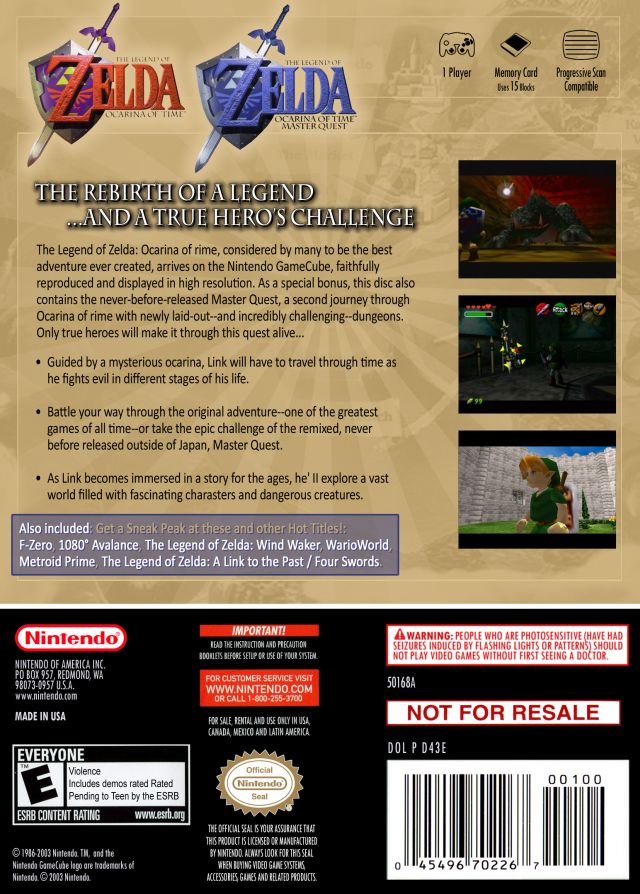 THE LEGEND OF
ZELDA
OCARINA OF TIME
THE LEGEND OF
ZELDA
OCARINA OF TIME
MASTER QUEST
1 Player
Memory Card
Uses 15 Blocks
Progressive Scan
Compatible
THE REBIRTH OF A LEGEND
...AND A TRUE HERO'S CHALLENGE
The Legend of Zelda: Ocarina of rime, considered by many to be the best
adventure ever created, arrives on the Nintendo GameCube, faithfully
reproduced and displayed in high resolution. As a special bonus, this disc also
contains the never-before-released Master Quest, a second journey through
Ocarina of rime with newly laid-out--and incredibly challenging--dungeons.
Only true heroes will make it through this quest alive...
• Guided by a mysterious ocarina, Link will have to travel through time as
he fights evil in different stages of his life.
• Battle your way through the original adventure--one of the greatest
games of all time--or take the epic challenge of the remixed, never
before released outside of Japan, Master Quest.
• As Link becomes immersed in a story for the ages, he' II explore a vast
world filled with fascinating charasters and dangerous creatures.
Also included: Get a Sneak Peak at these and other Hot Titles!:
F-Zero, 1080° Avalance, The Legend of Zelda: Wind Waker, WarioWorld,
Metroid Prime, The Legend of Zelda: A Link to the Past / Four Swords.
Attack
99
Nintendo®
NINTENDO OF AMERICA INC.
PO BOX 957, REDMOND, WA
98073-0957 U.S.A.
www.nintendo.com
MADE IN USA
EVERYONE
E
Violence
Includes demos rated Rated
Pending to Teen by the ESRB
ESRB CONTENT RATING www.esrb.org
© 1986-2003 Nintendo. TM, and the
Nintendo GameCube logo are trademarks of
Nintendo. © 2003 Nintendo.
IMPORTANT!
READ THE INSTRUCTION AND PRECAUTION
BOOKLETS BEFORE SETUP OR USE OF YOUR SYSTEM.
FOR CUSTOMER SERVICE VISIT
WWW.NINTENDO.COM
OR CALL 1-800-255-3700
FOR SALE, RENTAL AND USE ONLY IN USA,
CANADA, MEXICO AND LATIN AMERICA.
Official
Nintendo
Seal
THE OFFICIAL SEAL IS YOUR ASSURANCE THAT
THIS PRODUCT IS LICENSED OR MANUFACTURED
BY NINTENDO. ALWAYS LOOK FOR THIS SEAL
WHEN BUYING VIDEO GAME SYSTEMS,
ACCESSORIES, GAMES AND RELATED PRODUCTS.
WARNING: PEOPLE WHO ARE PHOTOSENSITIVE (HAVE HAD
SEIZURES INDUCED BY FLASHING LIGHTS OR PATTERNS) SHOULD
NOT PLAY VIDEO GAMES WITHOUT FIRST SEEING A DOCTOR.
50168A
NOT FOR RESALE
DOL P D43E
00100
0 45496 70226 7